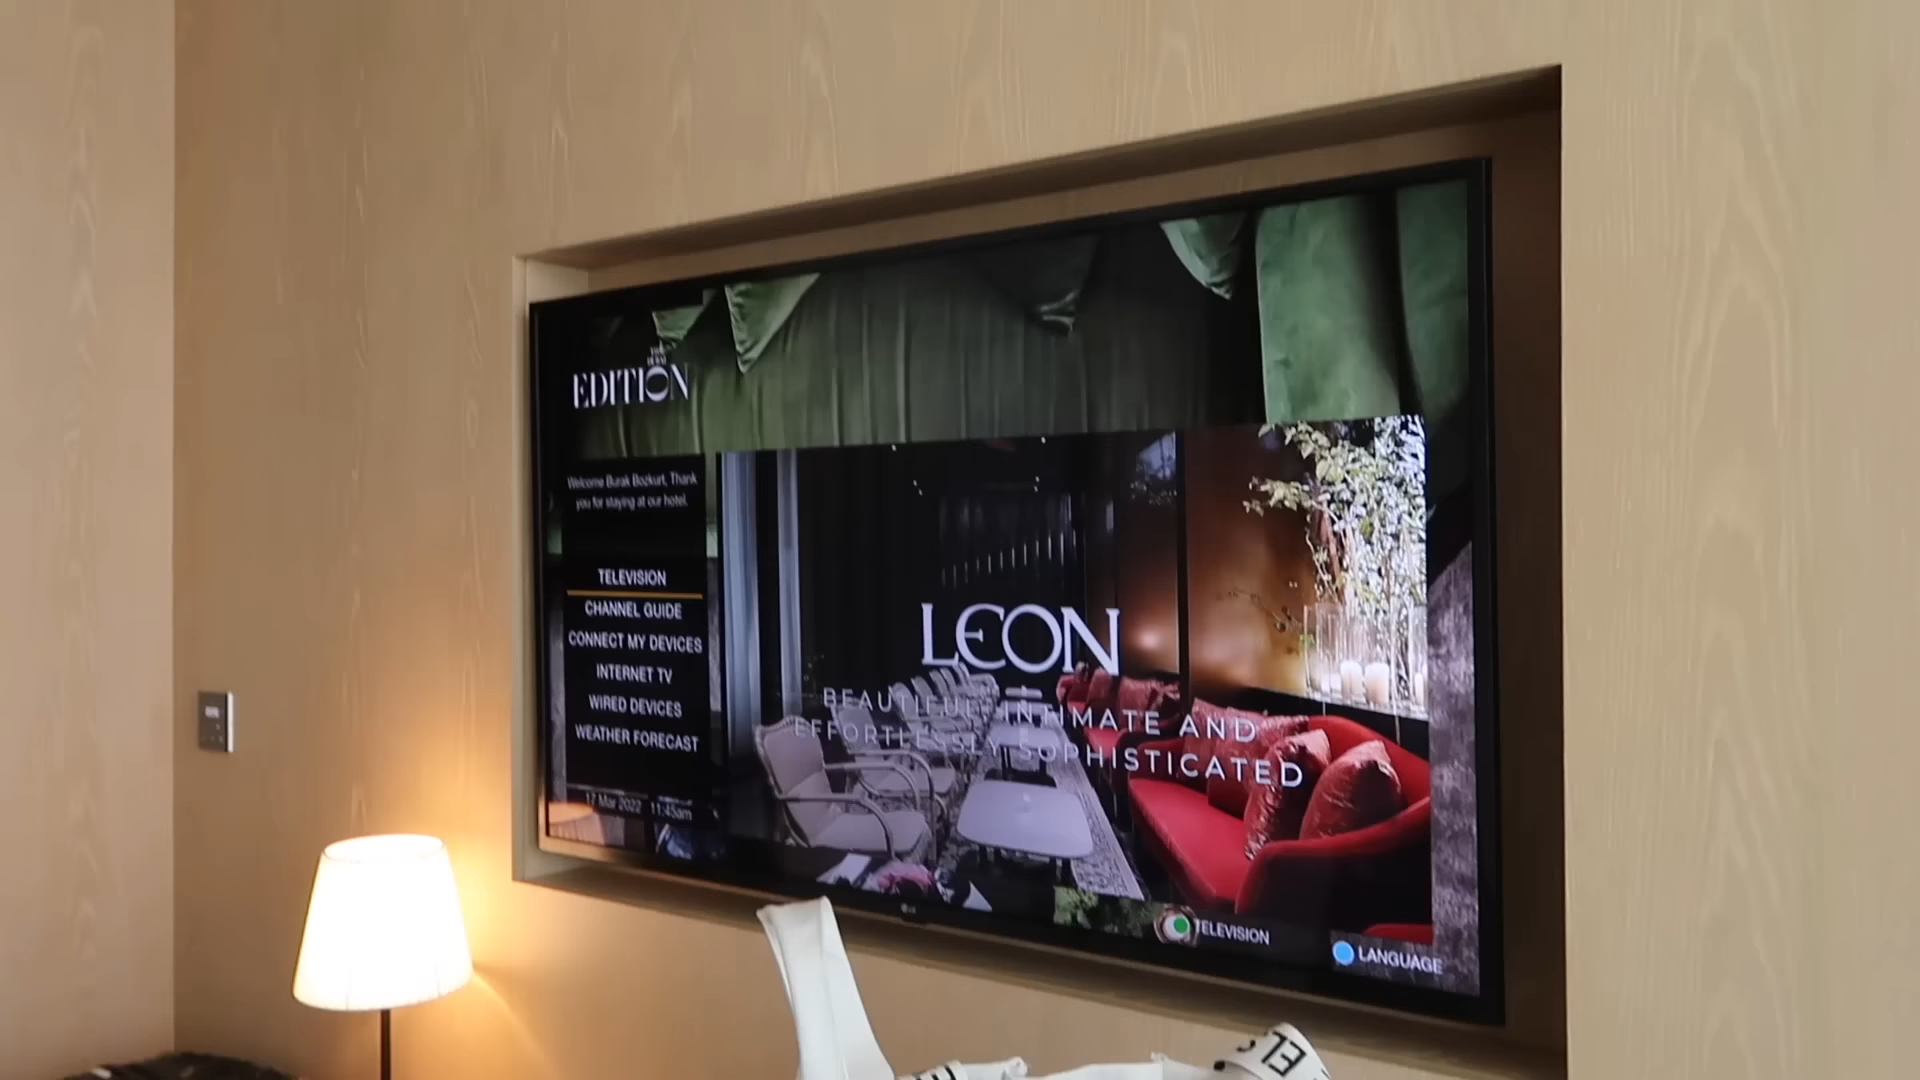 EDITION
Welcome Burak Bozkurt, Thank
you for staying at our hotel.
TELEVISION
CHANNEL GUIDE
CONNECT MY DEVICES
INTERNET TV
WIRED DEVICES
WEATHER FORECAST
17 Mar 2022 11:45am
LEON
BEAUTIFUL, INTIMATE AND
EFFORTLESSLY SOPHISTICATED
TELEVISION
LANGUAGE
LG